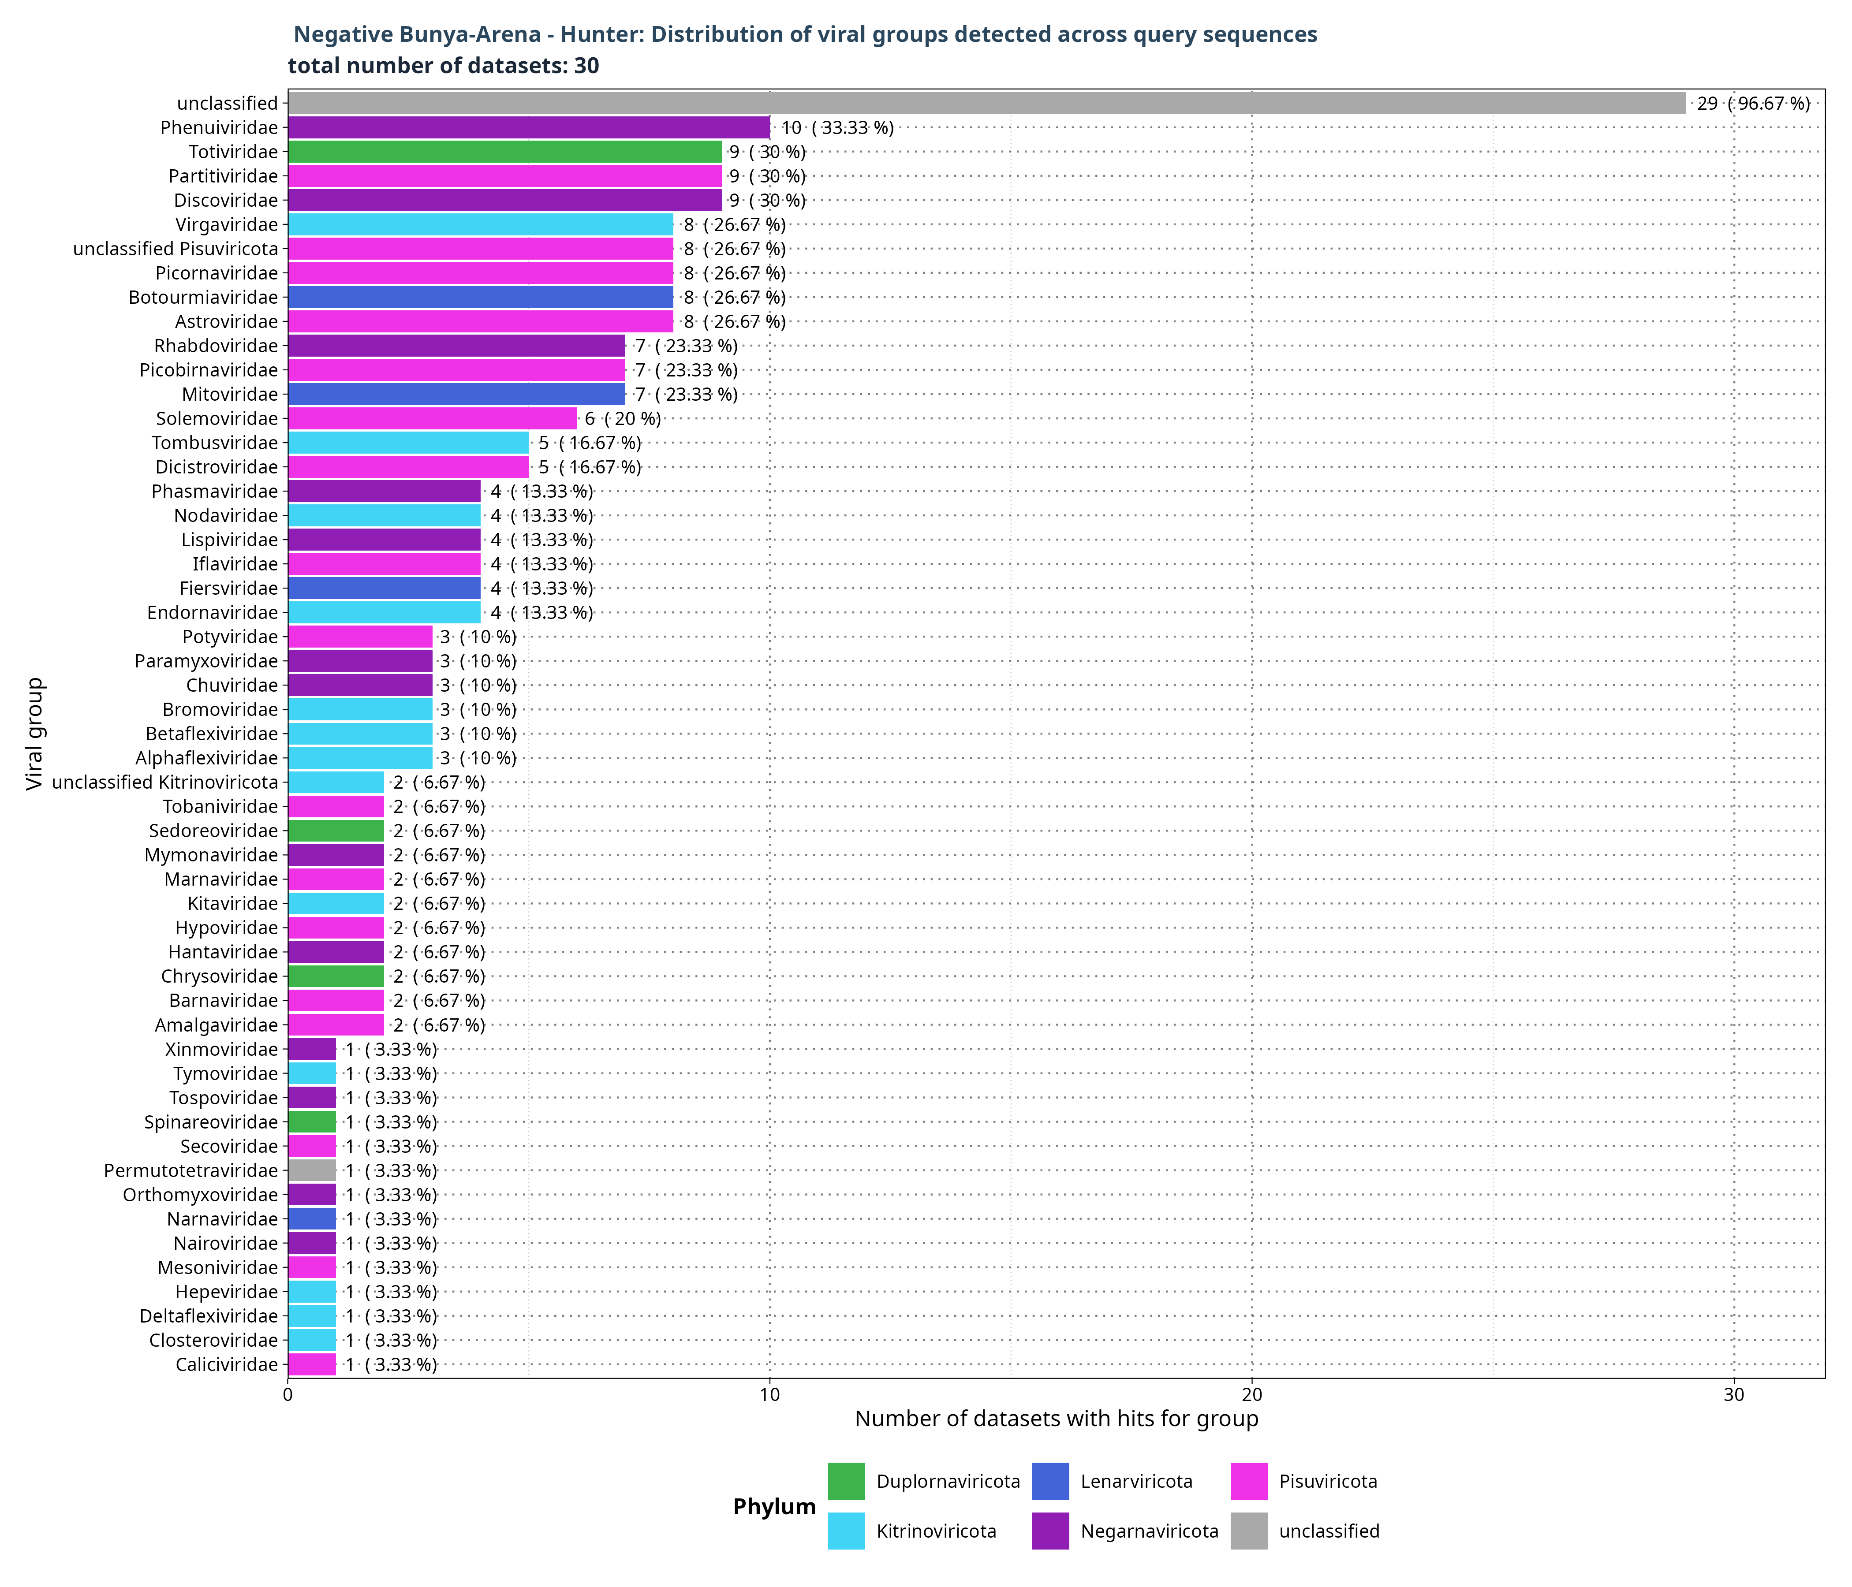 Negative Bunya-Arena - Hunter: Distribution of viral groups detected across query sequences
total number of datasets: 30
Viral group
unclassified 29 ( 96.67 %)
Phenuiviridae 10 ( 33.33 %)
Totiviridae 9 ( 30 %)
Partitiviridae 9 ( 30 %)
Discoviridae 9 ( 30 %)
Virgaviridae 8 ( 26.67 %)
unclassified Pisuviricota 8 ( 26.67 %)
Picornaviridae 8 ( 26.67 %)
Botourmiaviridae 8 ( 26.67 %)
Astroviridae 8 ( 26.67 %)
Rhabdoviridae 7 ( 23.33 %)
Picobirnaviridae 7 ( 23.33 %)
Mitoviridae 7 ( 23.33 %)
Solemoviridae 6 ( 20 %)
Tombusviridae 5 ( 16.67 %)
Dicistroviridae 5 ( 16.67 %)
Phasmaviridae 4 ( 13.33 %)
Nodaviridae 4 ( 13.33 %)
Lispiviridae 4 ( 13.33 %)
Iflaviridae 4 ( 13.33 %)
Fiersviridae 4 ( 13.33 %)
Endornaviridae 4 ( 13.33 %)
Potyviridae 3 ( 10 %)
Paramyxoviridae 3 ( 10 %)
Chuviridae 3 ( 10 %)
Bromoviridae 3 ( 10 %)
Betaflexiviridae 3 ( 10 %)
Alphaflexiviridae 3 ( 10 %)
unclassified Kitrinoviricota 2 ( 6.67 %)
Tobaniviridae 2 ( 6.67 %)
Sedoreoviridae 2 ( 6.67 %)
Mymonaviridae 2 ( 6.67 %)
Marnaviridae 2 ( 6.67 %)
Kitaviridae 2 ( 6.67 %)
Hypoviridae 2 ( 6.67 %)
Hantaviridae 2 ( 6.67 %)
Chrysoviridae 2 ( 6.67 %)
Barnaviridae 2 ( 6.67 %)
Amalgaviridae 2 ( 6.67 %)
Xinmoviridae 1 ( 3.33 %)
Tymoviridae 1 ( 3.33 %)
Tospoviridae 1 ( 3.33 %)
Spinareoviridae 1 ( 3.33 %)
Secoviridae 1 ( 3.33 %)
Permutotetraviridae 1 ( 3.33 %)
Orthomyxoviridae 1 ( 3.33 %)
Narnaviridae 1 ( 3.33 %)
Nairoviridae 1 ( 3.33 %)
Mesoniviridae 1 ( 3.33 %)
Hepeviridae 1 ( 3.33 %)
Deltaflexiviridae 1 ( 3.33 %)
Closteroviridae 1 ( 3.33 %)
Caliciviridae 1 ( 3.33 %)
0 10 20 30
Number of datasets with hits for group
Phylum
Duplornaviricota Lenarviricota Pisuviricota
Kitrinoviricota Negarnaviricota unclassified